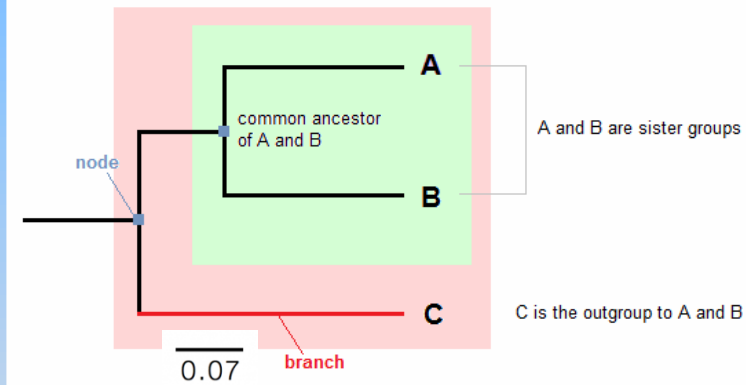 A
common ancestor
of A and B
A and B are sister groups
node
B
C
C is the outgroup to A and B
branch
0.07